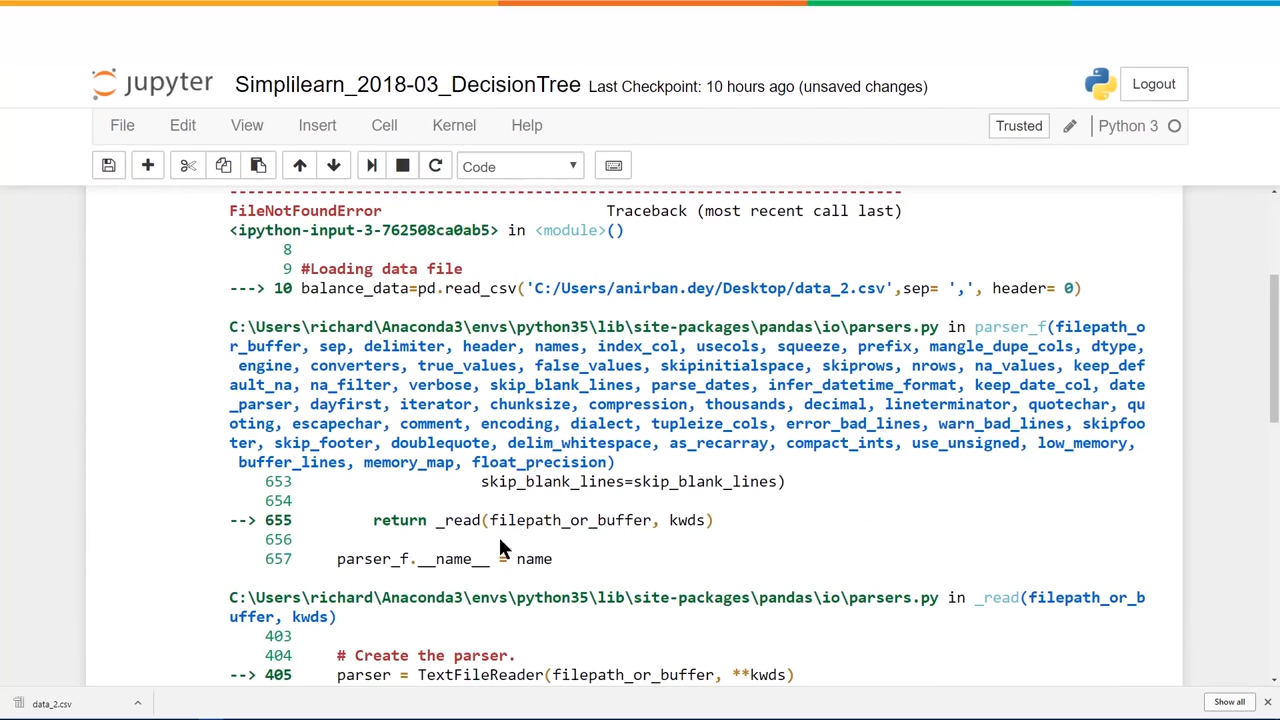 jupyter Simplilearn_2018-03_DecisionTree Last Checkpoint: 10 hours ago (unsaved changes) Logout
File Edit View Insert Cell Kernel Help Trusted Python 3
Code
---------------------------------------------------------------------------
FileNotFoundError                         Traceback (most recent call last)
<ipython-input-3-762508ca0ab5> in <module>()
      8
      9 #Loading data file
---> 10 balance_data=pd.read_csv('C:/Users/anirban.dey/Desktop/data_2.csv',sep= ',', header= 0)
C:\Users\richard\Anaconda3\envs\python35\lib\site-packages\pandas\io\parsers.py in parser_f(filepath_o
r_buffer, sep, delimiter, header, names, index_col, usecols, squeeze, prefix, mangle_dupe_cols, dtype,
 engine, converters, true_values, false_values, skipinitialspace, skiprows, nrows, na_values, keep_def
ault_na, na_filter, verbose, skip_blank_lines, parse_dates, infer_datetime_format, keep_date_col, date
_parser, dayfirst, iterator, chunksize, compression, thousands, decimal, lineterminator, quotechar, qu
oting, escapechar, comment, encoding, dialect, tupleize_cols, error_bad_lines, warn_bad_lines, skipfoo
ter, skip_footer, doublequote, delim_whitespace, as_recarray, compact_ints, use_unsigned, low_memory,
 buffer_lines, memory_map, float_precision)
    653                     skip_blank_lines=skip_blank_lines)
    654
--> 655         return _read(filepath_or_buffer, kwds)
    656
    657     parser_f.__name__ = name
C:\Users\richard\Anaconda3\envs\python35\lib\site-packages\pandas\io\parsers.py in _read(filepath_or_b
uffer, kwds)
    403
    404     # Create the parser.
--> 405     parser = TextFileReader(filepath_or_buffer, **kwds)
data_2.csv Show all